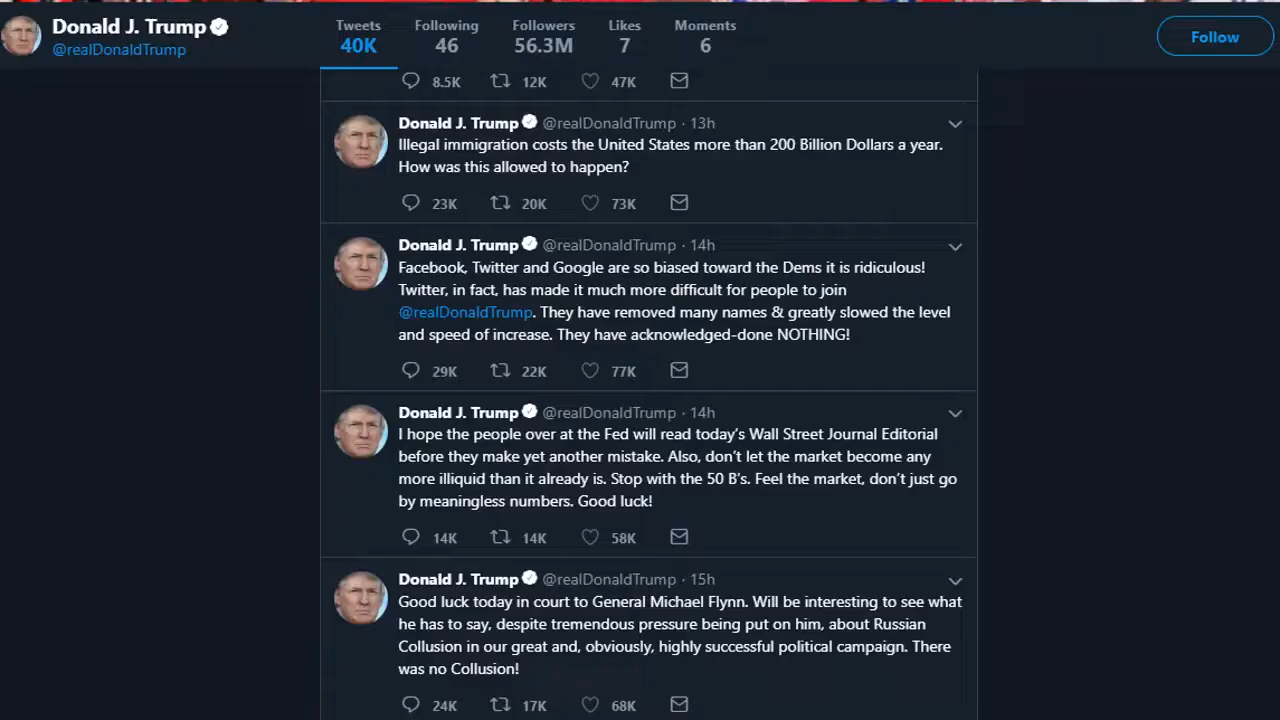 Donald J. Trump
@realDonaldTrump
Tweets Following Followers Likes Moments
40K 46 56.3M 7 6
Follow
8.5K 12K 47K
Donald J. Trump @realDonaldTrump · 13h
Illegal immigration costs the United States more than 200 Billion Dollars a year.
How was this allowed to happen?
23K 20K 73K
Donald J. Trump @realDonaldTrump · 14h
Facebook, Twitter and Google are so biased toward the Dems it is ridiculous!
Twitter, in fact, has made it much more difficult for people to join
@realDonaldTrump. They have removed many names & greatly slowed the level
and speed of increase. They have acknowledged-done NOTHING!
29K 22K 77K
Donald J. Trump @realDonaldTrump · 14h
I hope the people over at the Fed will read today’s Wall Street Journal Editorial
before they make yet another mistake. Also, don’t let the market become any
more illiquid than it already is. Stop with the 50 B’s. Feel the market, don’t just go
by meaningless numbers. Good luck!
14K 14K 58K
Donald J. Trump @realDonaldTrump · 15h
Good luck today in court to General Michael Flynn. Will be interesting to see what
he has to say, despite tremendous pressure being put on him, about Russian
Collusion in our great and, obviously, highly successful political campaign. There
was no Collusion!
24K 17K 68K